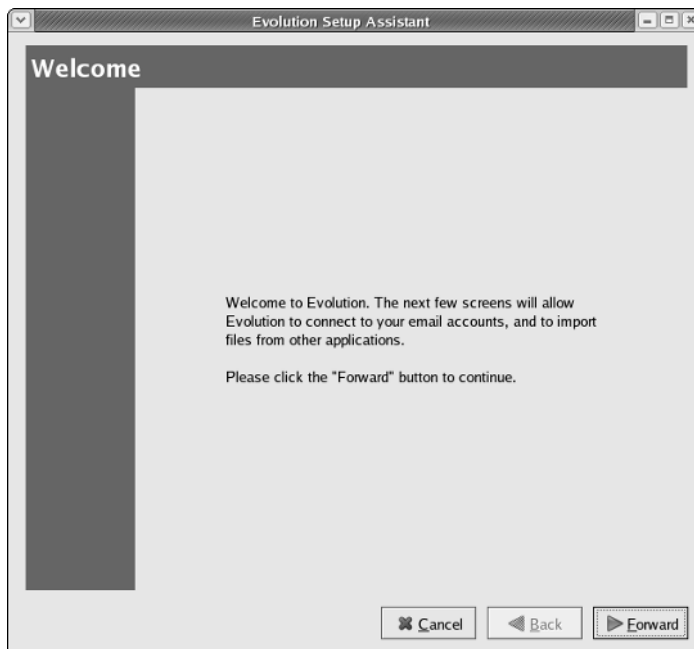 Evolution Setup Assistant
Welcome
Welcome to Evolution. The next few screens will allow
Evolution to connect to your email accounts, and to import
files from other applications.
Please click the "Forward" button to continue.
Cancel
Back
Forward